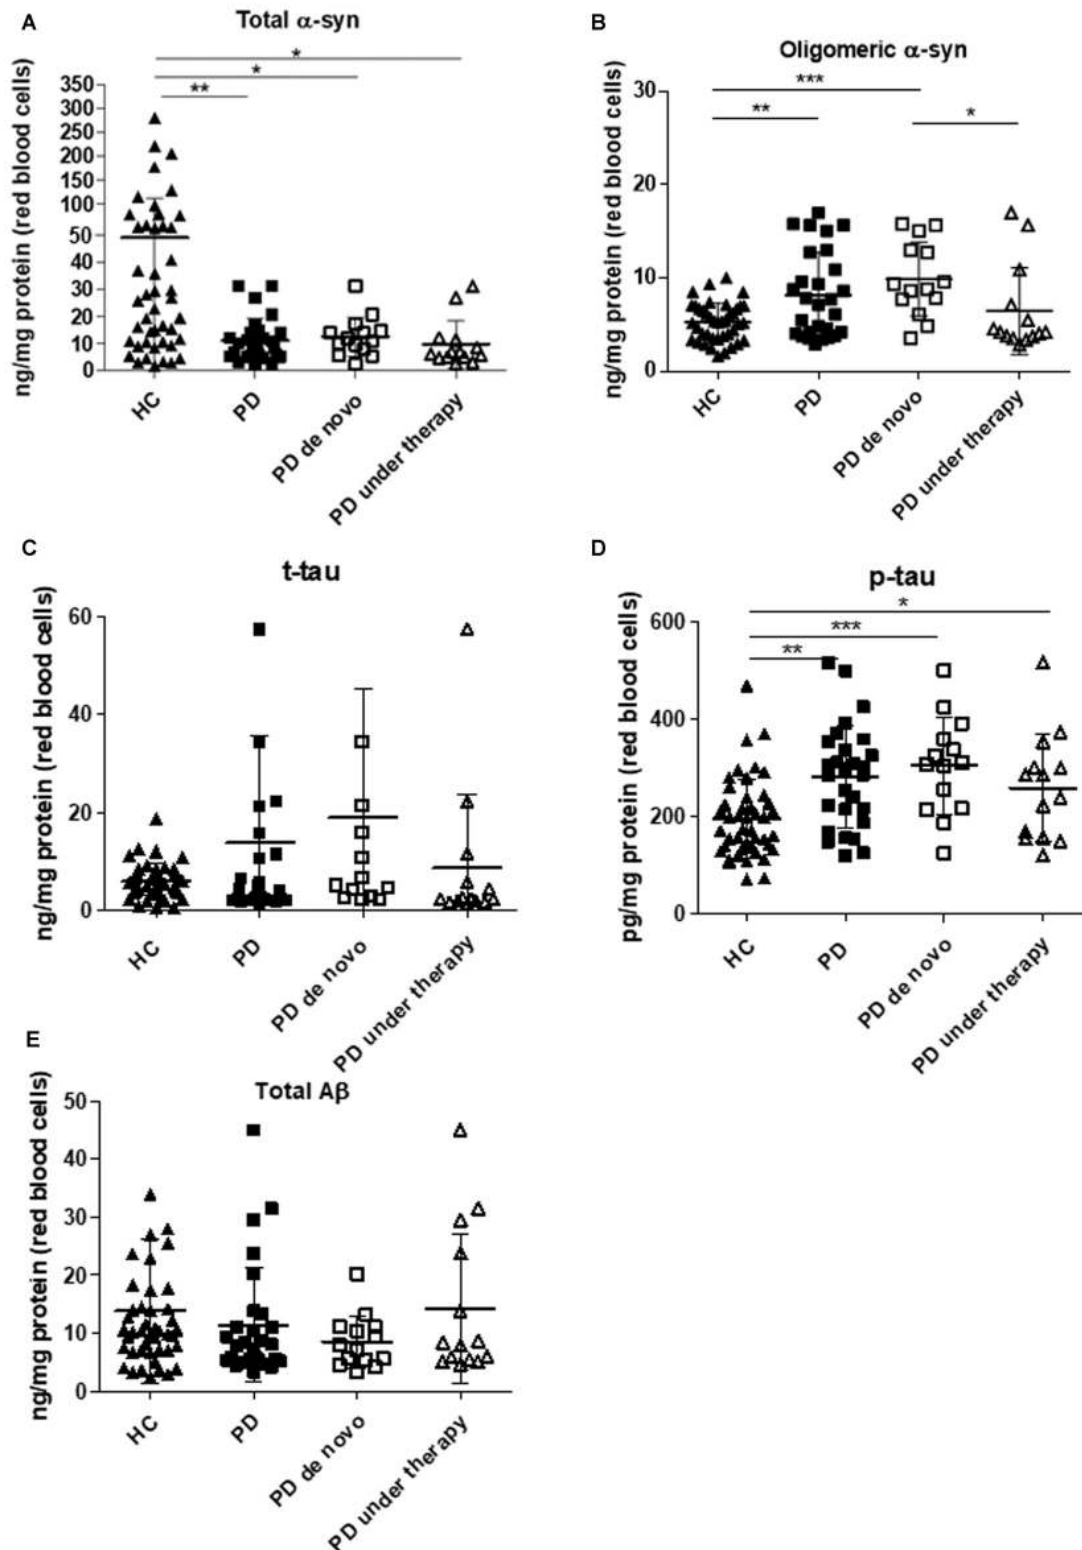 A
Total α-syn
*
*
**
ng/mg protein (red blood cells)
350
300
250
200
150
100
50
40
30
20
10
0
HC
PD
PD de novo
PD under therapy
B
Oligomeric α-syn
***
**
*
ng/mg protein (red blood cells)
30
20
10
0
HC
PD
PD de novo
PD under therapy
C
t-tau
ng/mg protein (red blood cells)
60
40
20
0
HC
PD
PD de novo
PD under therapy
D
p-tau
*
***
**
pg/mg protein (red blood cells)
600
400
200
0
HC
PD
PD de novo
PD under therapy
E
Total Aβ
ng/mg protein (red blood cells)
50
40
30
20
10
0
HC
PD
PD de novo
PD under therapy